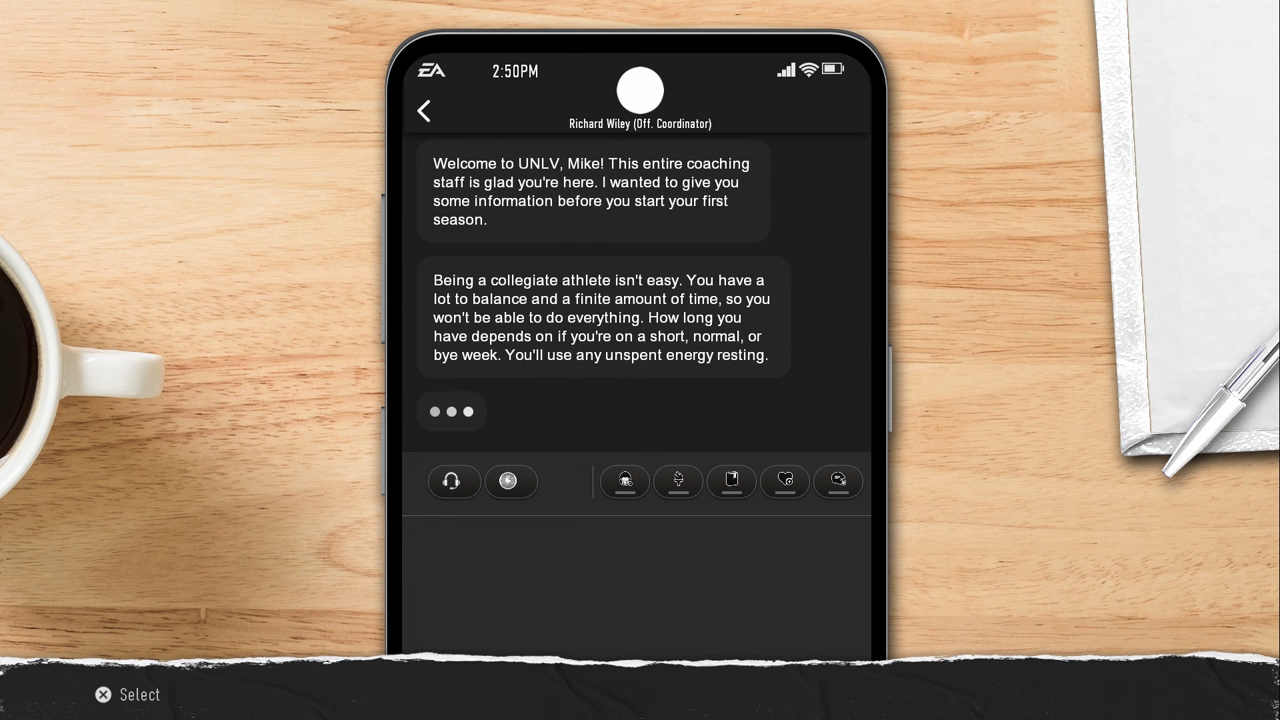 EA
2:50PM
Richard Wiley (Off. Coordinator)
Welcome to UNLV, Mike! This entire coaching
staff is glad you're here. I wanted to give you
some information before you start your first
season.
Being a collegiate athlete isn't easy. You have a
lot to balance and a finite amount of time, so you
won't be able to do everything. How long you
have depends on if you're on a short, normal, or
bye week. You'll use any unspent energy resting.
Select